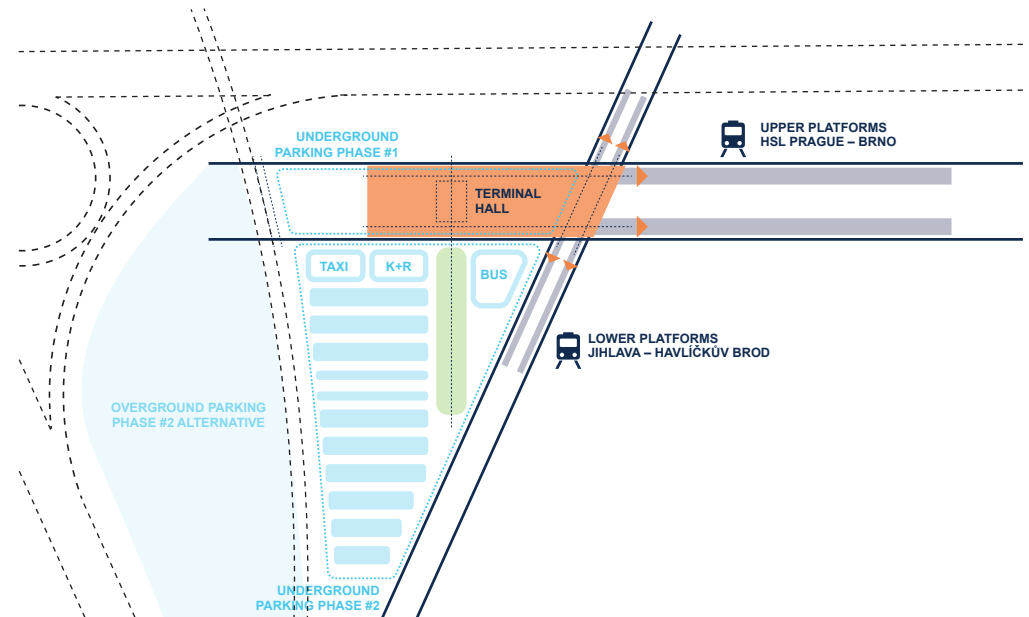 UNDERGROUND
PARKING PHASE #1
UPPER PLATFORMS
HSL PRAGUE – BRNO
TERMINAL
HALL
TAXI
K+R
BUS
LOWER PLATFORMS
JIHLAVA – HAVLÍČKŮV BROD
OVERGROUND PARKING
PHASE #2 ALTERNATIVE
UNDERGROUND
PARKING PHASE #2